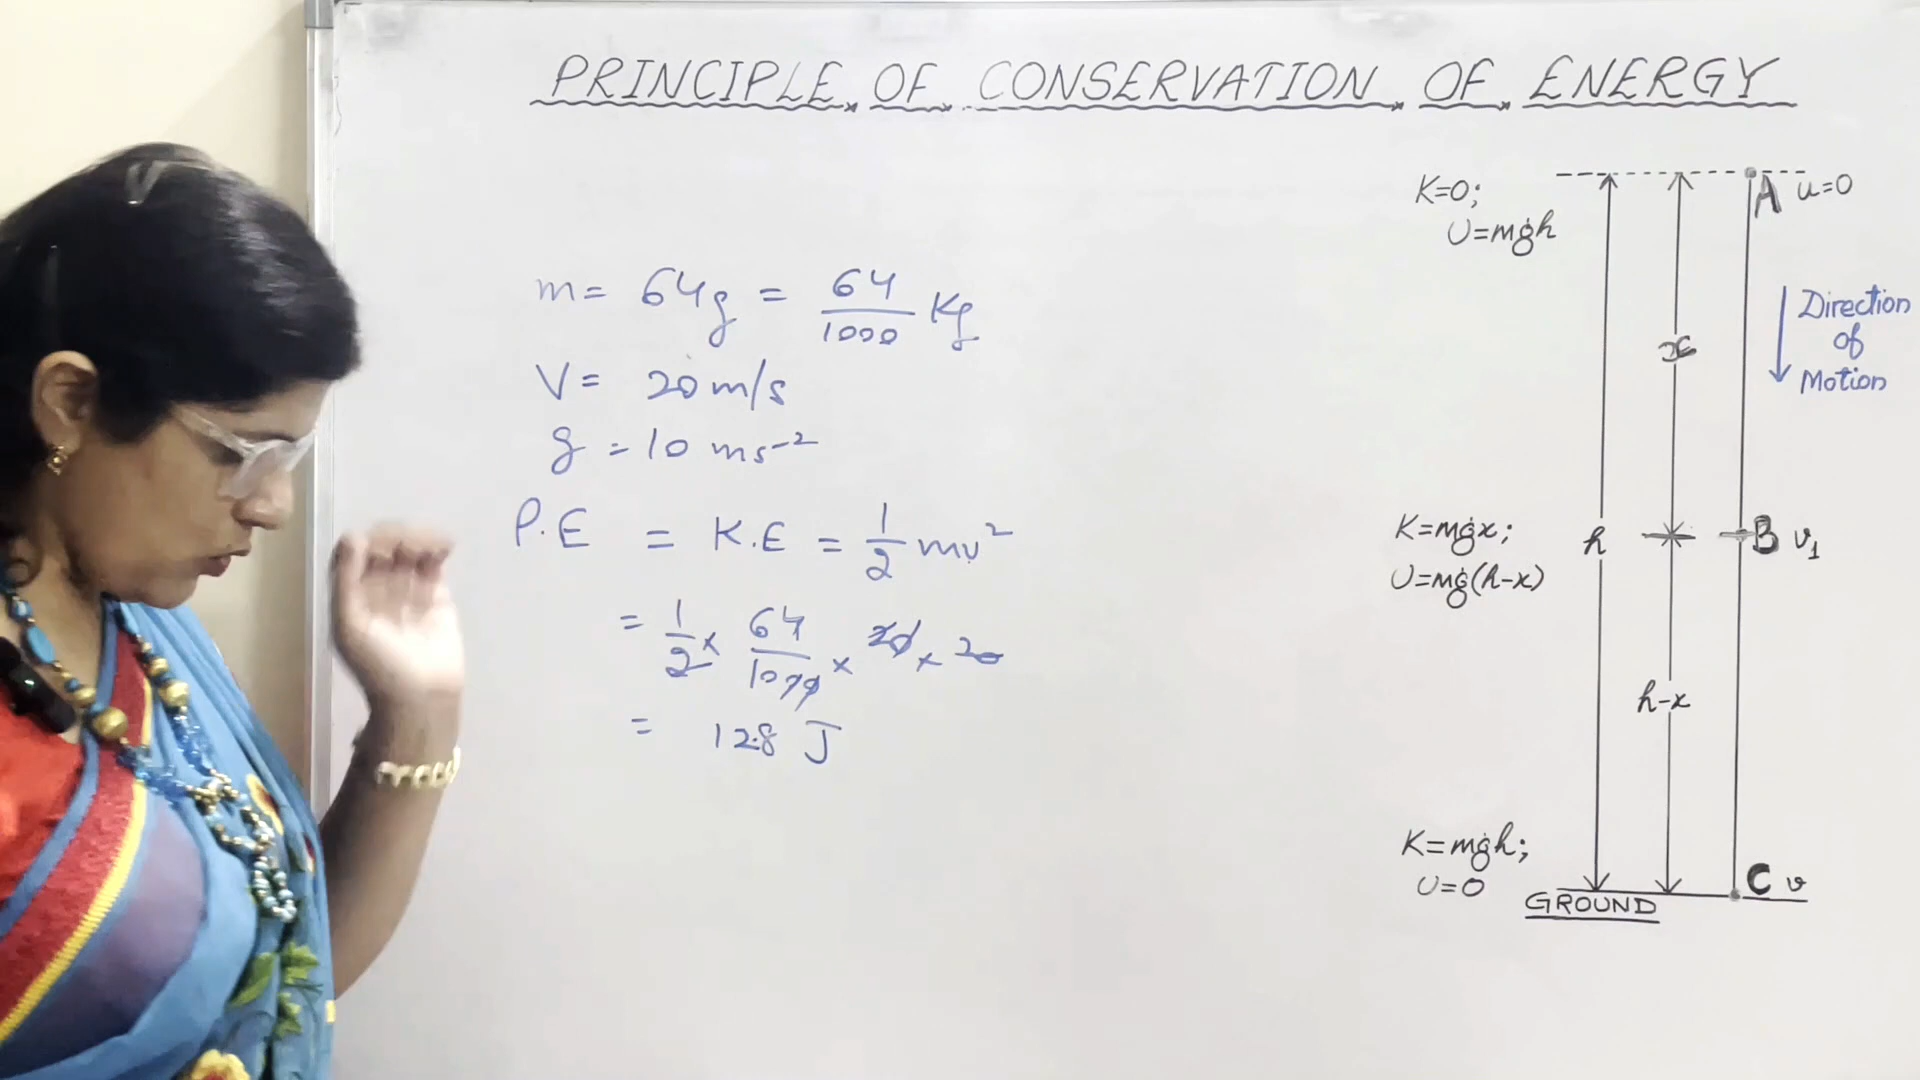 PRINCIPLE OF CONSERVATION OF ENERGY
m = 64g = 64/1000 Kg
V = 20 m/s
g = 10 ms⁻²
P.E = K.E = 1/2 mv²
= 1/2 × 64/1000 × 20 × 20
= 12.8 J
K=0;
U=mgh
A u=0
x
Direction
of
Motion
K=mgx;
U=mg(h-x)
h
B v₁
h-x
K=mgh;
U=0
C v
GROUND